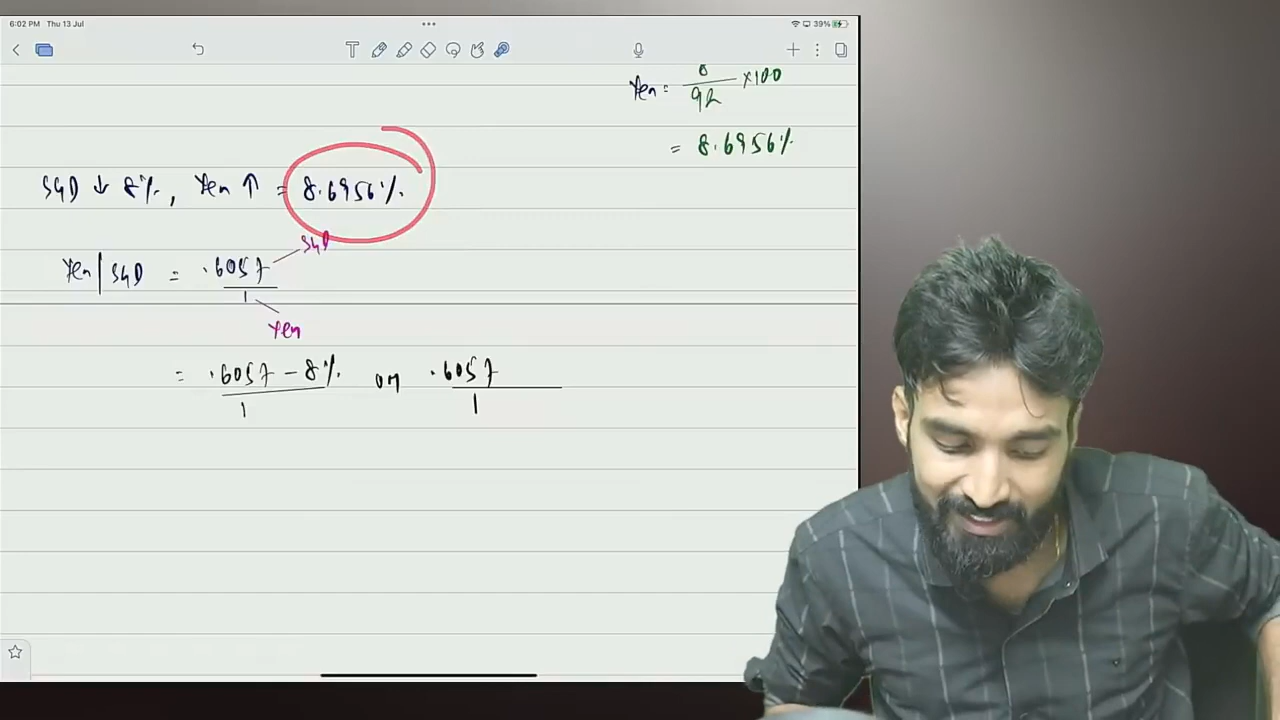 6:02 PM Thu 13 Jul
39%
Yen = 8/92 ×100
= 8.6956%
SGD ↓ 8%, Yen ↑ = 8.6956%.
SGD
Yen | SGD = .6057/1
Yen
= .6057 - 8%/1 or .6057/1